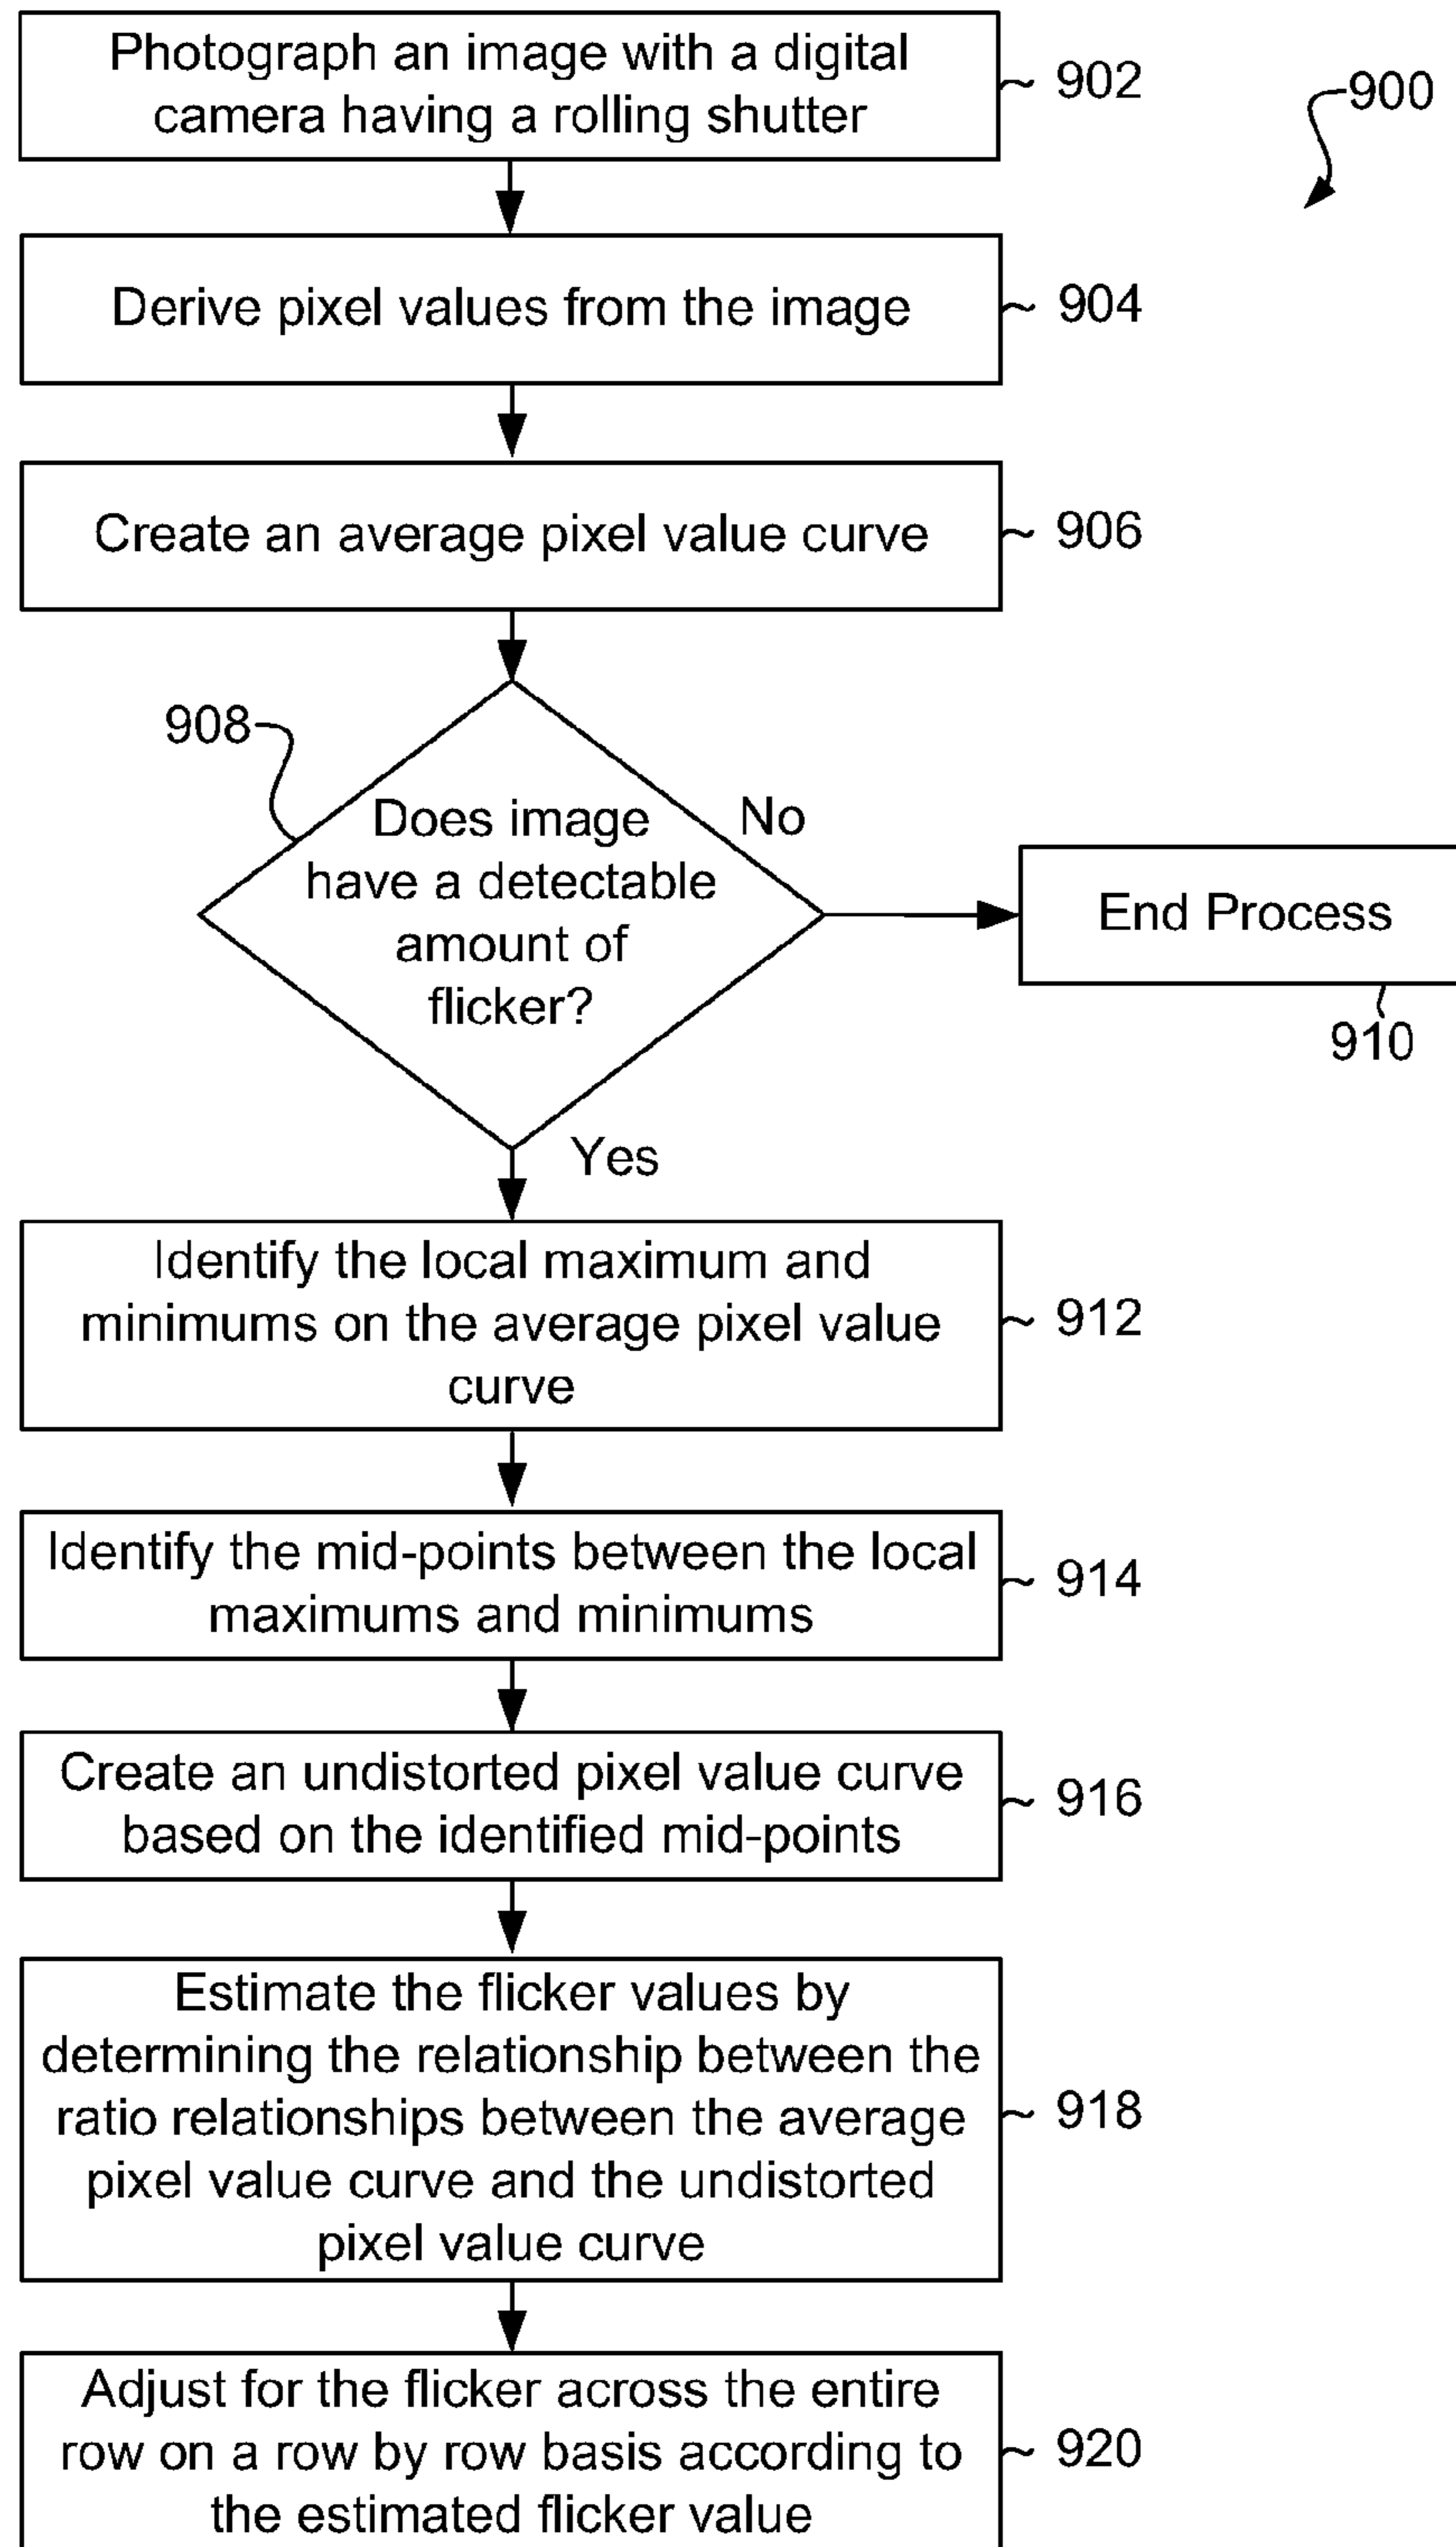 Photograph an image with a digital
camera having a rolling shutter
902
900
Derive pixel values from the image
904
Create an average pixel value curve
906
908
Does image
have a detectable
amount of
flicker?
No
End Process
910
Yes
Identify the local maximum and
minimums on the average pixel value
curve
912
Identify the mid-points between the local
maximums and minimums
914
Create an undistorted pixel value curve
based on the identified mid-points
916
Estimate the flicker values by
determining the relationship between the
ratio relationships between the average
pixel value curve and the undistorted
pixel value curve
918
Adjust for the flicker across the entire
row on a row by row basis according to
the estimated flicker value
920